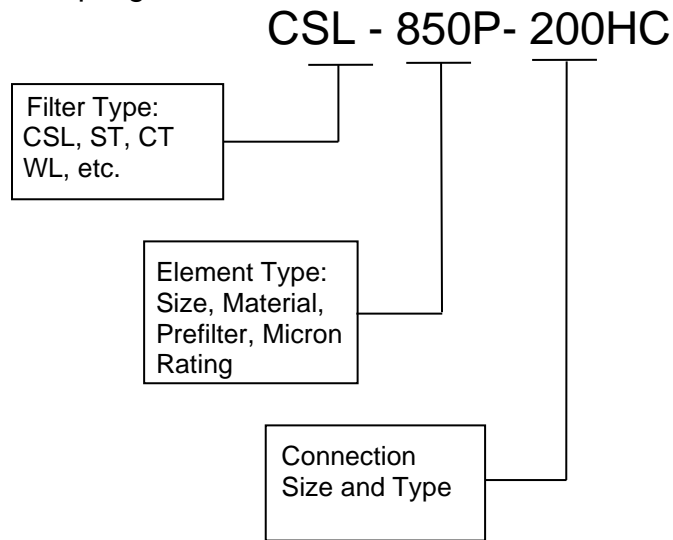 CSL - 850P- 200HC
Filter Type:
CSL, ST, CT
WL, etc.
Element Type:
Size, Material,
Prefilter, Micron
Rating
Connection
Size and Type